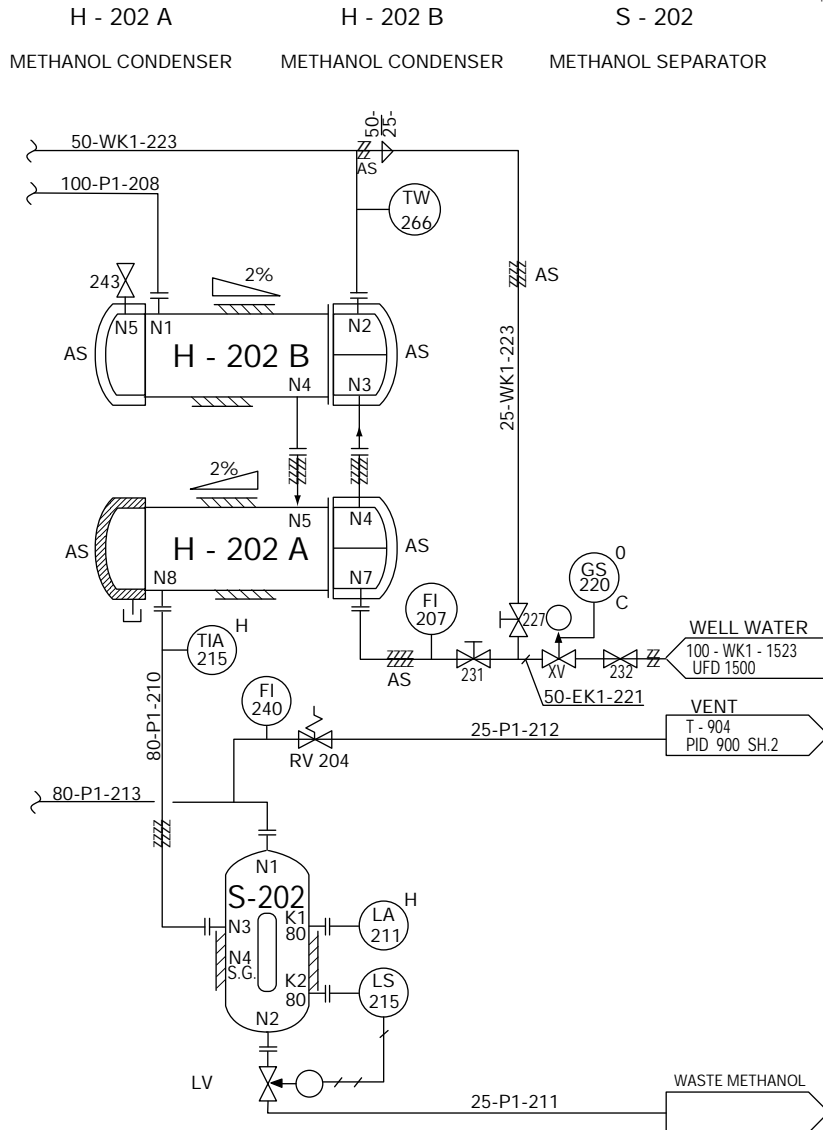 H - 202 A
H - 202 B
S - 202
METHANOL CONDENSER
METHANOL CONDENSER
METHANOL SEPARATOR
50-WK1-223
50-
25-
AS
100-P1-208
TW
266
243
2%
AS
N5
N1
N2
AS
H - 202 B
AS
N4
N3
25-WK1-223
2%
N5
N4
AS
H - 202 A
AS
N8
N7
GS
220
0
C
FI
207
227
TIA
215
H
WELL WATER
100 - WK1 - 1523
UFD 1500
AS
231
XV
232
50-EK1-221
80-P1-210
FI
240
VENT
T - 904
PID 900 SH.2
25-P1-212
RV 204
80-P1-213
N1
S-202
N3
K1
80
LA
211
H
N4
S.G.
K2
80
LS
215
N2
LV
WASTE METHANOL
25-P1-211